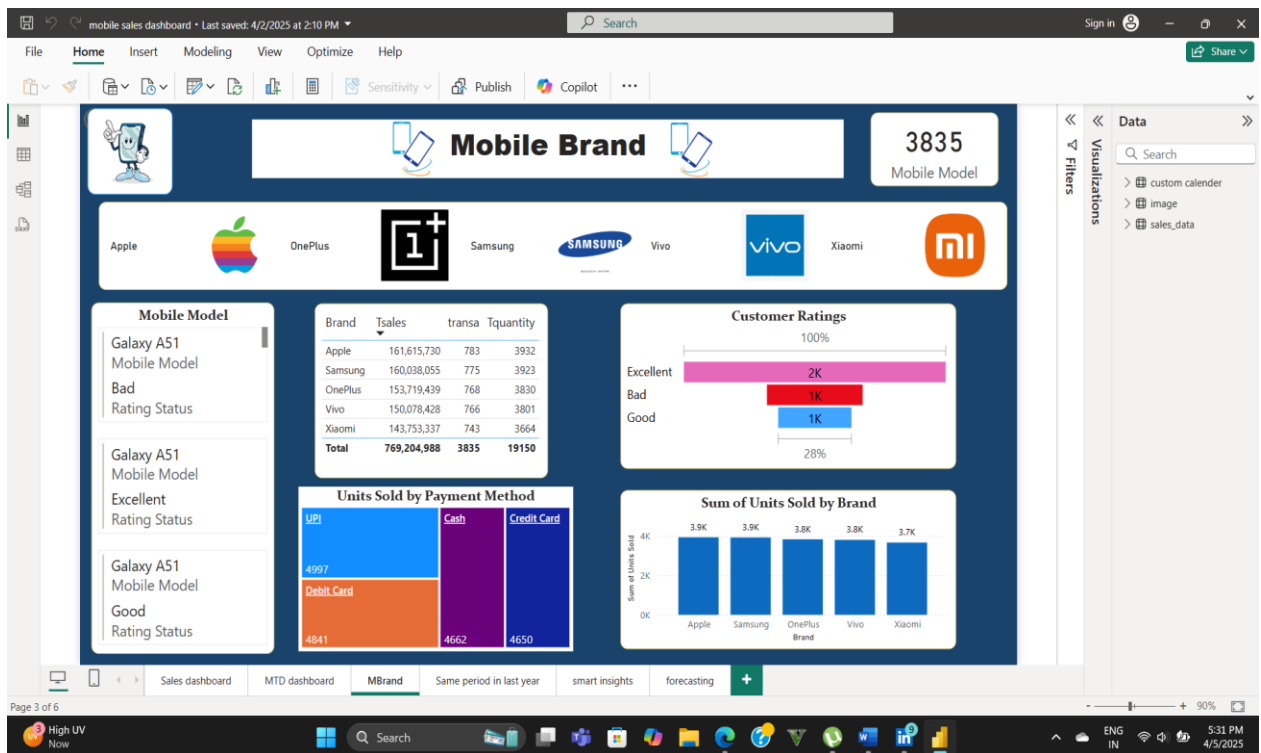 mobile sales dashboard • Last saved: 4/2/2025 at 2:10 PM
Search
Sign in
File Home Insert Modeling View Optimize Help
Share
Sensitivity Publish Copilot ...
Mobile Brand
3835
Mobile Model
Apple OnePlus 1+ Samsung SAMSUNG Vivo vivo Xiaomi mi
Mobile Model
Galaxy A51
Mobile Model
Bad
Rating Status
Galaxy A51
Mobile Model
Excellent
Rating Status
Galaxy A51
Mobile Model
Good
Rating Status
Brand Tsales transa Tquantity
Apple 161,615,730 783 3932
Samsung 160,038,055 775 3923
OnePlus 153,719,439 768 3830
Vivo 150,078,428 766 3801
Xiaomi 143,753,337 743 3664
Total 769,204,988 3835 19150
Customer Ratings
100%
Excellent 2K
Bad 1K
Good 1K
28%
Units Sold by Payment Method
UPI
4997
Debit Card
4841
Cash
4662
Credit Card
4650
Sum of Units Sold by Brand
Sum of Units Sold
4K
2K
0K
3.9K 3.9K 3.8K 3.8K 3.7K
Apple Samsung OnePlus Vivo Xiaomi
Brand
Filters
Visualizations
Data
Search
custom calender
image
sales_data
Sales dashboard MTD dashboard MBrand Same period in last year smart insights forecasting +
Page 3 of 6
- + 90%
3
High UV
Now
Search
9
ENG
IN
5:31 PM
4/5/2025